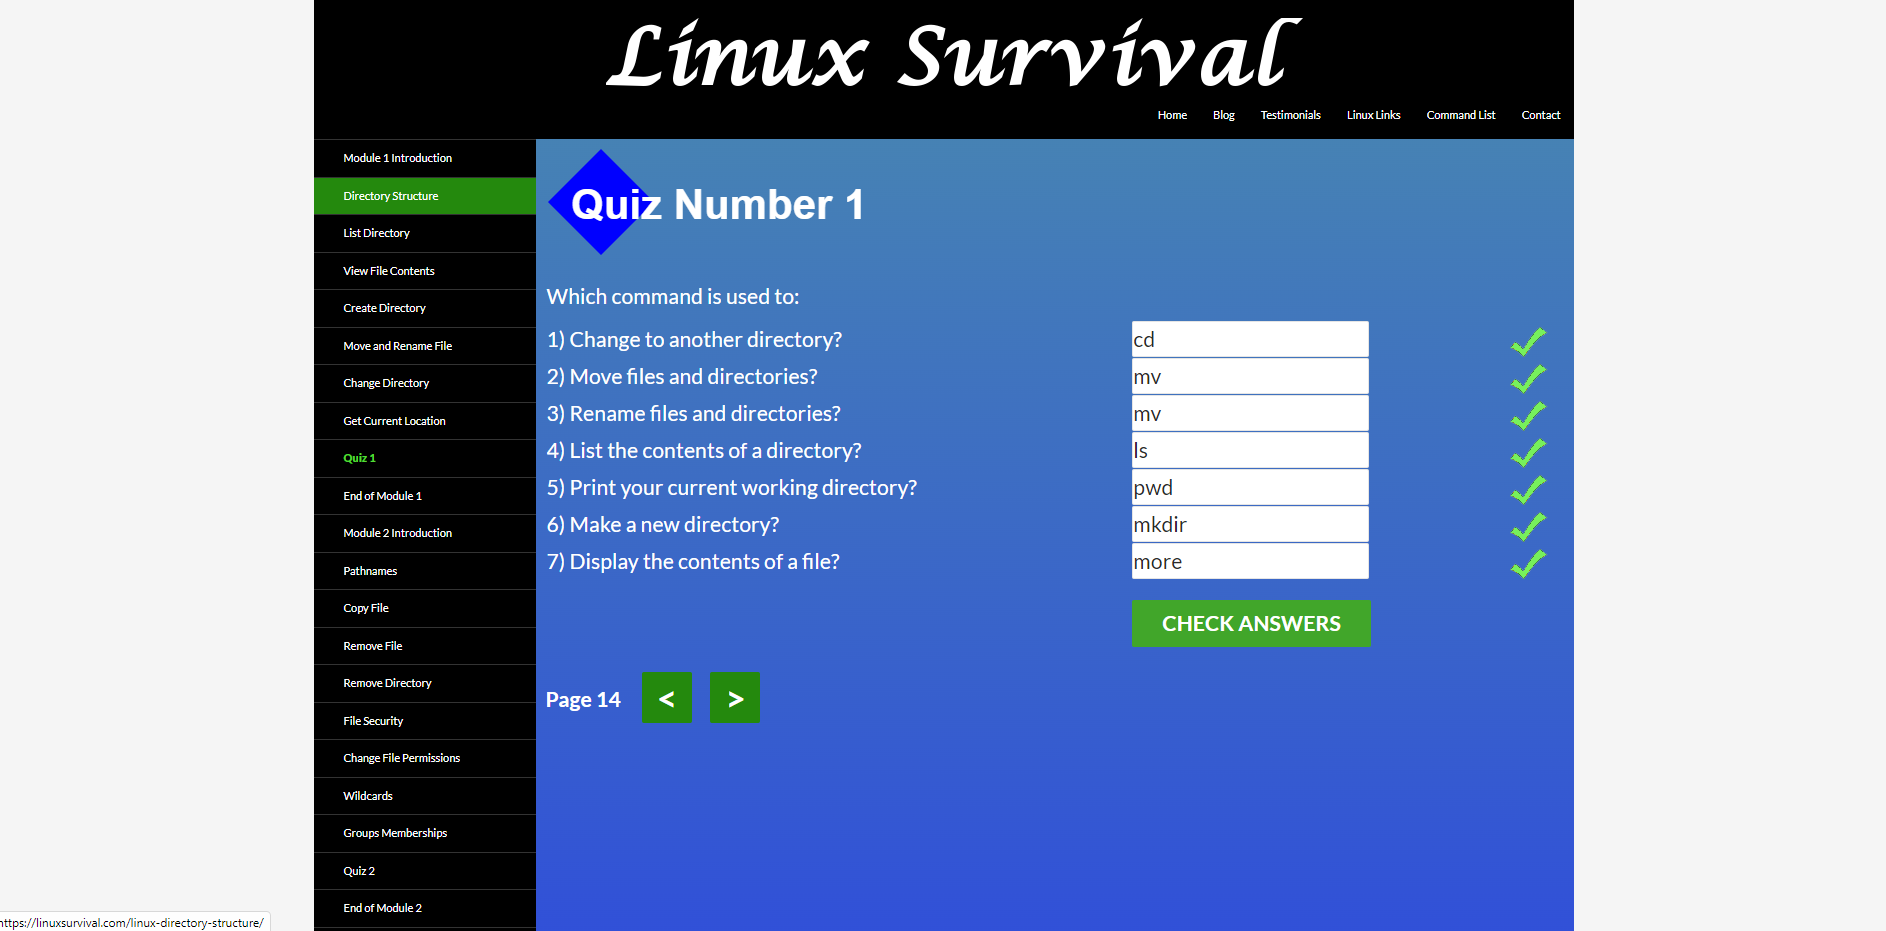 Linux Survival
Home Blog Testimonials Linux Links Command List Contact
Module 1 Introduction
Directory Structure
List Directory
View File Contents
Create Directory
Move and Rename File
Change Directory
Get Current Location
Quiz 1
End of Module 1
Module 2 Introduction
Pathnames
Copy File
Remove File
Remove Directory
File Security
Change File Permissions
Wildcards
Groups Memberships
Quiz 2
End of Module 2
Quiz Number 1
Which command is used to:
1) Change to another directory? cd
2) Move files and directories? mv
3) Rename files and directories? mv
4) List the contents of a directory? ls
5) Print your current working directory? pwd
6) Make a new directory? mkdir
7) Display the contents of a file? more
CHECK ANSWERS
Page 14 < >
https://linuxsurvival.com/linux-directory-structure/